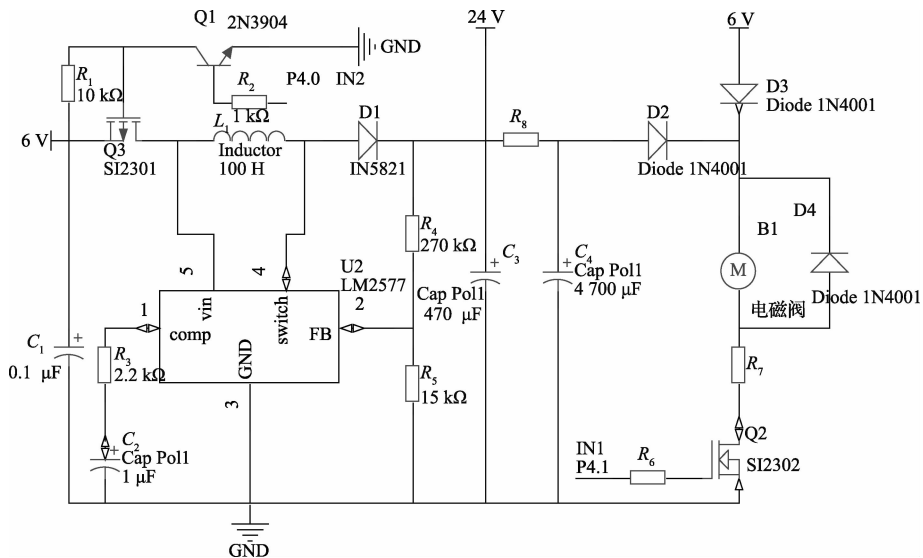 Q1 2N3904
24 V
6 V
GND
R1
10 kΩ
R2
1 kΩ
P4.0 IN2
6 V
Q3
SI2301
L1
Inductor
100 H
D1
IN5821
R8
D2
Diode 1N4001
D3
Diode 1N4001
R4
270 kΩ
C3
Cap Pol1
470 μF
C4
Cap Pol1
4 700 μF
B1
M
电磁阀
D4
Diode 1N4001
5
4
U2
LM2577
1
2
vin
switch
comp
FB
GND
3
C1
0.1 μF
R3
2.2 kΩ
C2
Cap Pol1
1 μF
R5
15 kΩ
R7
Q2
SI2302
IN1
P4.1
R6
GND